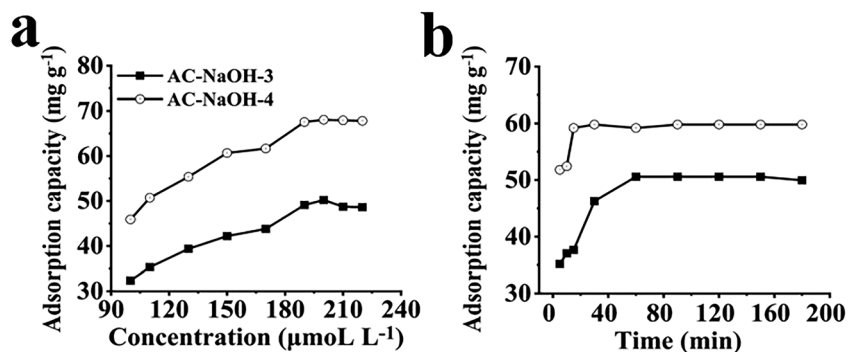 a
Adsorption capacity (mg g-1)
80
70
60
50
40
30
AC-NaOH-3
AC-NaOH-4
90 120 150 180 210 240
Concentration (μmoL L-1)
b
Adsorption capacity (mg g-1)
70
60
50
40
30
0 40 80 120 160 200
Time (min)